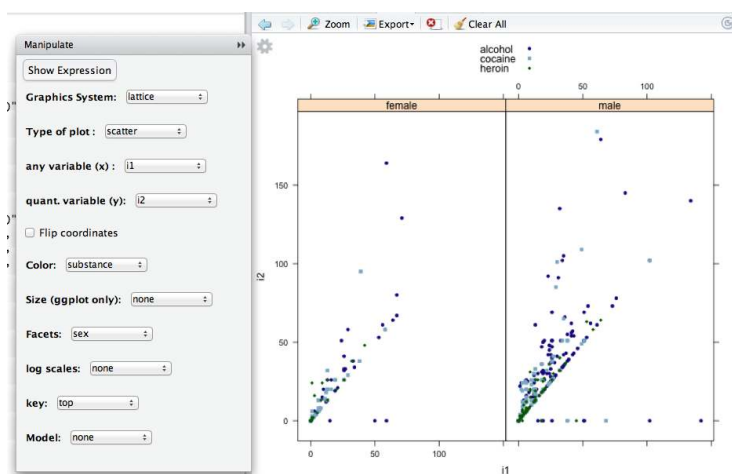 Zoom Export Clear All
Manipulate
Show Expression
Graphics System: lattice
Type of plot : scatter
any variable (x) : i1
quant. variable (y): i2
Flip coordinates
Color: substance
Size (ggplot only): none
Facets: sex
log scales: none
key: top
Model: none
alcohol
cocaine
heroin
0 50 100
female male
150
100
50
0
i2
0 50 100
i1